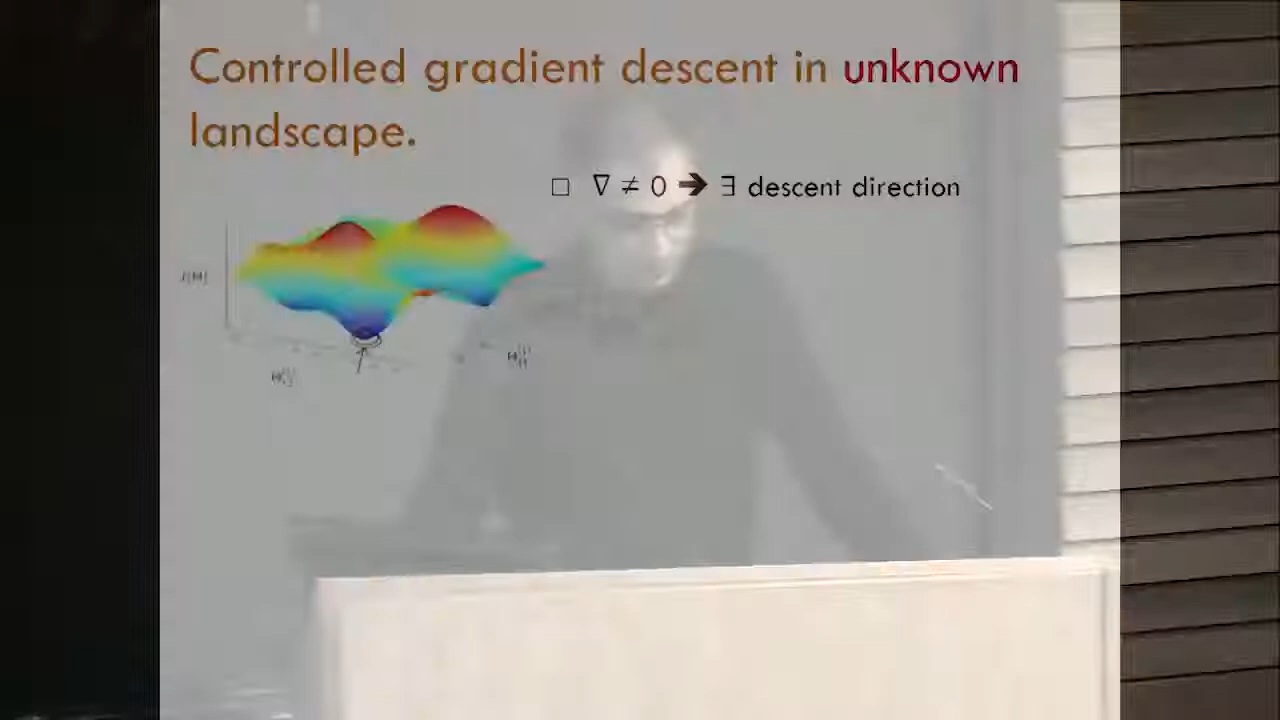 Controlled gradient descent in unknown
landscape.
□ ∇ ≠ 0 ➔ ∃ descent direction